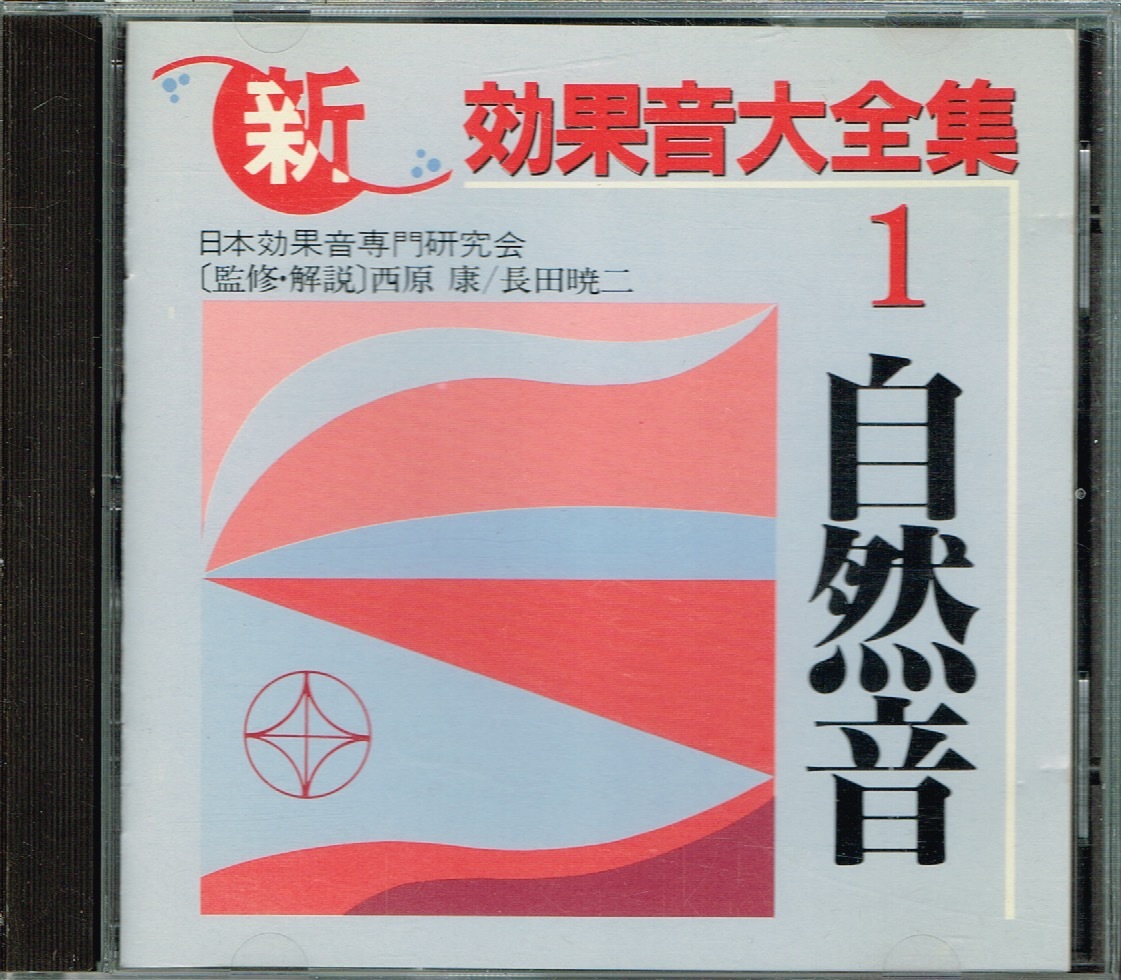 新 効果音大全集
1
自然音
日本効果音専門研究会
〔監修・解説〕西原 康/長田暁二